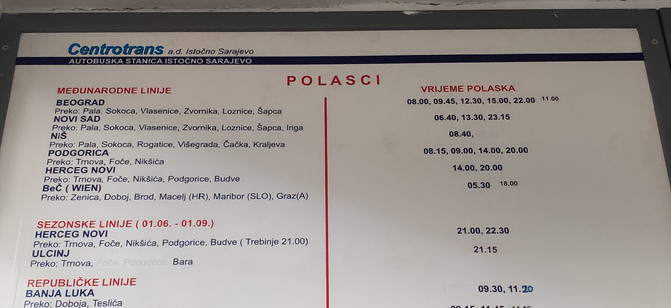 Centrotrans a.d. Istočno Sarajevo
AUTOBUSKA STANICA ISTOČNO SARAJEVO
POLASCI
MEĐUNARODNE LINIJE VRIJEME POLASKA
BEOGRAD 08.00, 09.45, 12.30, 15.00, 22.00 11.00
Preko: Pala, Sokoca, Vlasenice, Zvornika, Loznice, Šapca
NOVI SAD 06.40, 13.30, 23.15
Preko: Pala, Sokoca, Vlasenice, Zvornika, Loznice, Šapca, Iriga
NIŠ 08.40,
Preko: Pala, Sokoca, Rogatice, Višegrada, Čačka, Kraljeva
PODGORICA 08.15, 09.00, 14.00, 20.00
Preko: Trnova, Foče, Nikšića
HERCEG NOVI 14.00, 20.00
Preko: Trnova, Foče, Nikšića, Podgorice, Budve
BeČ ( WIEN) 05.30 18.00
Preko: Zenica, Doboj, Brod, Macelj (HR), Maribor (SLO), Graz(A)
SEZONSKE LINIJE ( 01.06. - 01.09.)
HERCEG NOVI 21.00, 22.30
Preko: Trnova, Foče, Nikšića, Podgorice, Budve ( Trebinje 21.00)
ULCINJ 21.15
Preko: Trnova, Foče, Podgorice, Bara
REPUBLIČKE LINIJE
BANJA LUKA 09.30, 11.20
Preko: Doboja, Teslića